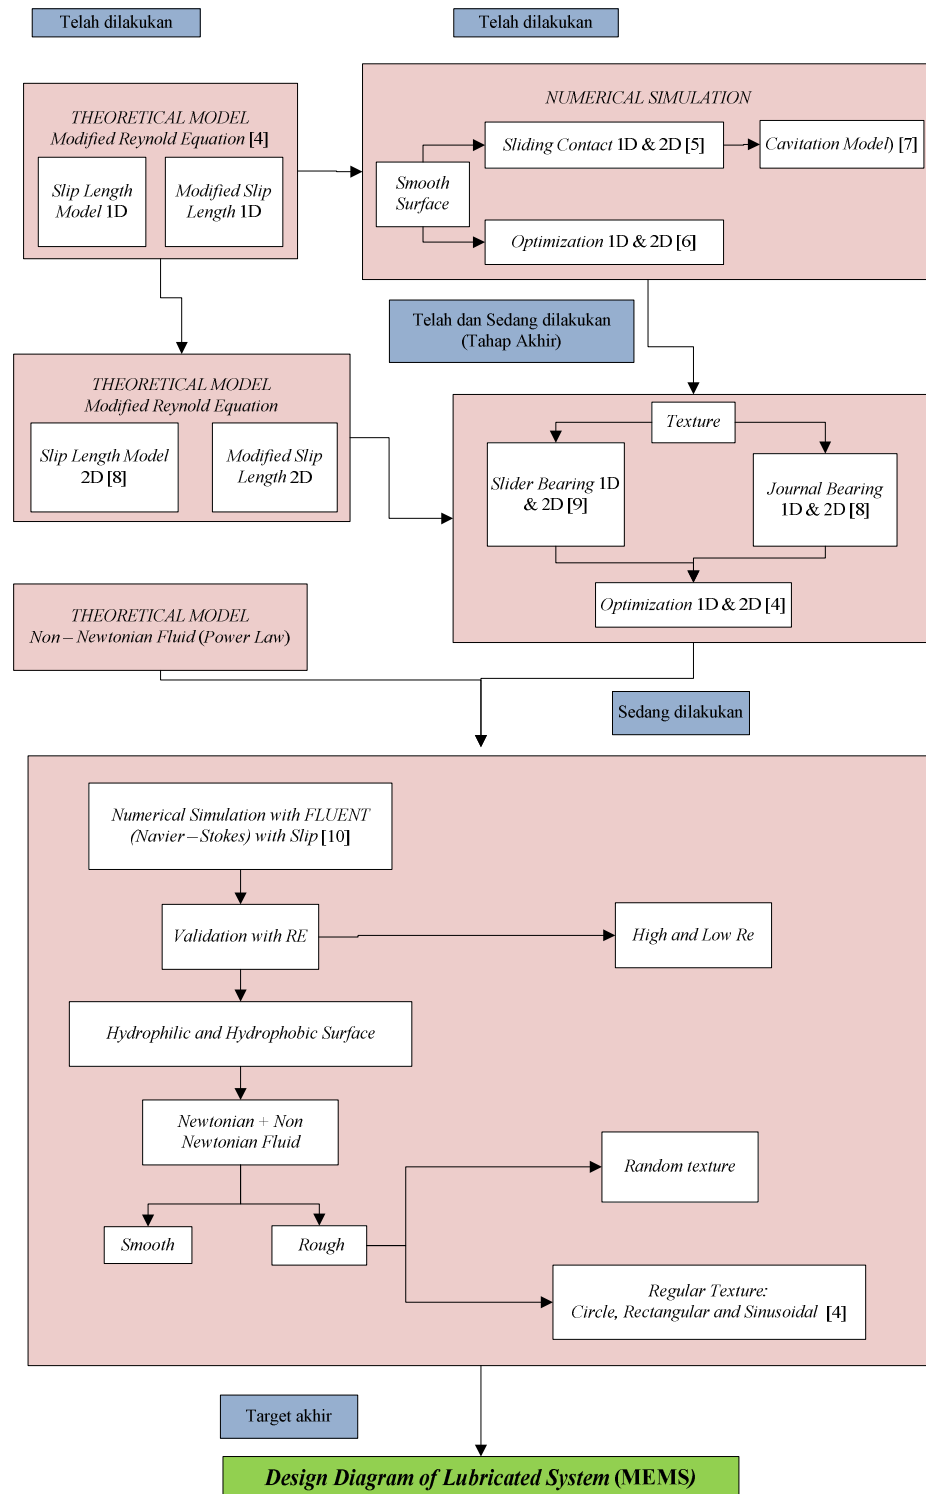 Telah dilakukan
Telah dilakukan
THEORETICAL MODEL
Modified Reynold Equation [4]
Slip Length
Model 1D
Modified Slip
Length 1D
NUMERICAL SIMULATION
Smooth
Surface
Sliding Contact 1D & 2D [5]
Cavitation Model) [7]
Optimization 1D & 2D [6]
Telah dan Sedang dilakukan
(Tahap Akhir)
THEORETICAL MODEL
Modified Reynold Equation
Slip Length Model
2D [8]
Modified Slip
Length 2D
Texture
Slider Bearing 1D
& 2D [9]
Journal Bearing
1D & 2D [8]
Optimization 1D & 2D [4]
THEORETICAL MODEL
Non – Newtonian Fluid (Power Law)
Sedang dilakukan
Numerical Simulation with FLUENT
(Navier – Stokes) with Slip [10]
Validation with RE
High and Low Re
Hydrophilic and Hydrophobic Surface
Newtonian + Non
Newtonian Fluid
Random texture
Smooth
Rough
Regular Texture:
Circle, Rectangular and Sinusoidal [4]
Target akhir
Design Diagram of Lubricated System (MEMS)